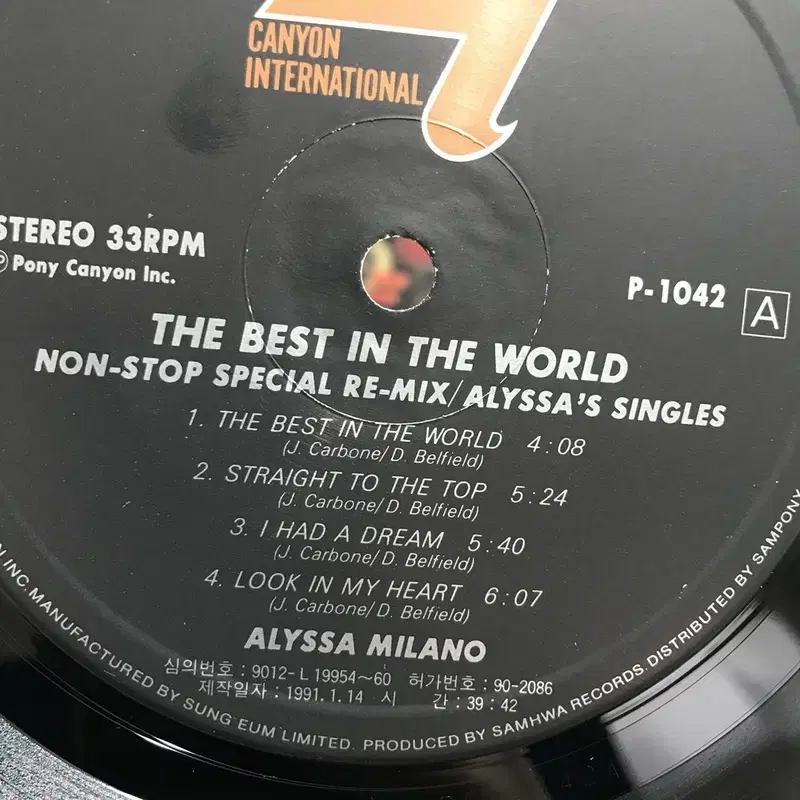 CANYON
INTERNATIONAL
STEREO 33RPM
Ⓟ Pony Canyon Inc.
P-1042 A
THE BEST IN THE WORLD
NON-STOP SPECIAL RE-MIX/ALYSSA'S SINGLES
1. THE BEST IN THE WORLD 4:08
(J. Carbone/D. Belfield)
2. STRAIGHT TO THE TOP 5:24
(J. Carbone/D. Belfield)
3. I HAD A DREAM 5:40
(J. Carbone/D. Belfield)
4. LOOK IN MY HEART 6:07
(J. Carbone/D. Belfield)
ALYSSA MILANO
심의번호 : 9012-L 19954~60 허가번호 : 90-2086
제작일자 : 1991.1.14 시 간 : 39 : 42
INC. MANUFACTURED BY SUNG EUM LIMITED. PRODUCED BY SAMHWA RECORDS. DISTRIBUTED BY SAMPONY